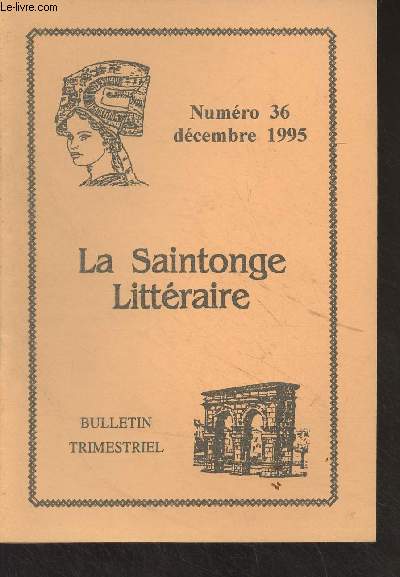 Le-livre.com
Numéro 36
décembre 1995
La Saintonge
Littéraire
BULLETIN
TRIMESTRIEL